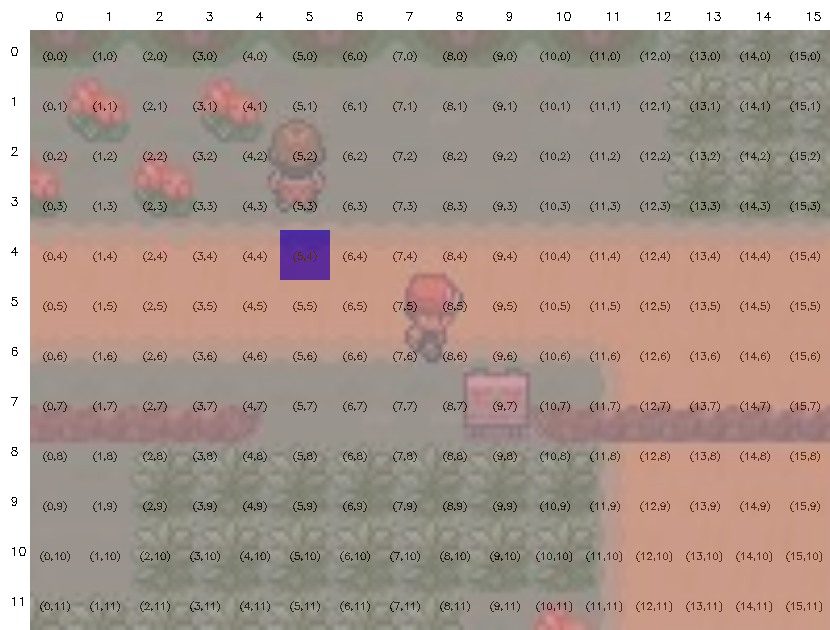 0 1 2 3 4 5 6 7 8 9 10 11 12 13 14 15
0 (0,0) (1,0) (2,0) (3,0) (4,0) (5,0) (6,0) (7,0) (8,0) (9,0) (10,0) (11,0) (12,0) (13,0) (14,0) (15,0)
1 (0,1) (1,1) (2,1) (3,1) (4,1) (5,1) (6,1) (7,1) (8,1) (9,1) (10,1) (11,1) (12,1) (13,1) (14,1) (15,1)
2 (0,2) (1,2) (2,2) (3,2) (4,2) (5,2) (6,2) (7,2) (8,2) (9,2) (10,2) (11,2) (12,2) (13,2) (14,2) (15,2)
3 (0,3) (1,3) (2,3) (3,3) (4,3) (5,3) (6,3) (7,3) (8,3) (9,3) (10,3) (11,3) (12,3) (13,3) (14,3) (15,3)
4 (0,4) (1,4) (2,4) (3,4) (4,4) (5,4) (6,4) (7,4) (8,4) (9,4) (10,4) (11,4) (12,4) (13,4) (14,4) (15,4)
5 (0,5) (1,5) (2,5) (3,5) (4,5) (5,5) (6,5) (7,5) (8,5) (9,5) (10,5) (11,5) (12,5) (13,5) (14,5) (15,5)
6 (0,6) (1,6) (2,6) (3,6) (4,6) (5,6) (6,6) (7,6) (8,6) (9,6) (10,6) (11,6) (12,6) (13,6) (14,6) (15,6)
7 (0,7) (1,7) (2,7) (3,7) (4,7) (5,7) (6,7) (7,7) (8,7) (9,7) (10,7) (11,7) (12,7) (13,7) (14,7) (15,7)
8 (0,8) (1,8) (2,8) (3,8) (4,8) (5,8) (6,8) (7,8) (8,8) (9,8) (10,8) (11,8) (12,8) (13,8) (14,8) (15,8)
9 (0,9) (1,9) (2,9) (3,9) (4,9) (5,9) (6,9) (7,9) (8,9) (9,9) (10,9) (11,9) (12,9) (13,9) (14,9) (15,9)
10 (0,10) (1,10) (2,10) (3,10) (4,10) (5,10) (6,10) (7,10) (8,10) (9,10) (10,10) (11,10) (12,10) (13,10) (14,10) (15,10)
11 (0,11) (1,11) (2,11) (3,11) (4,11) (5,11) (6,11) (7,11) (8,11) (9,11) (10,11) (11,11) (12,11) (13,11) (14,11) (15,11)